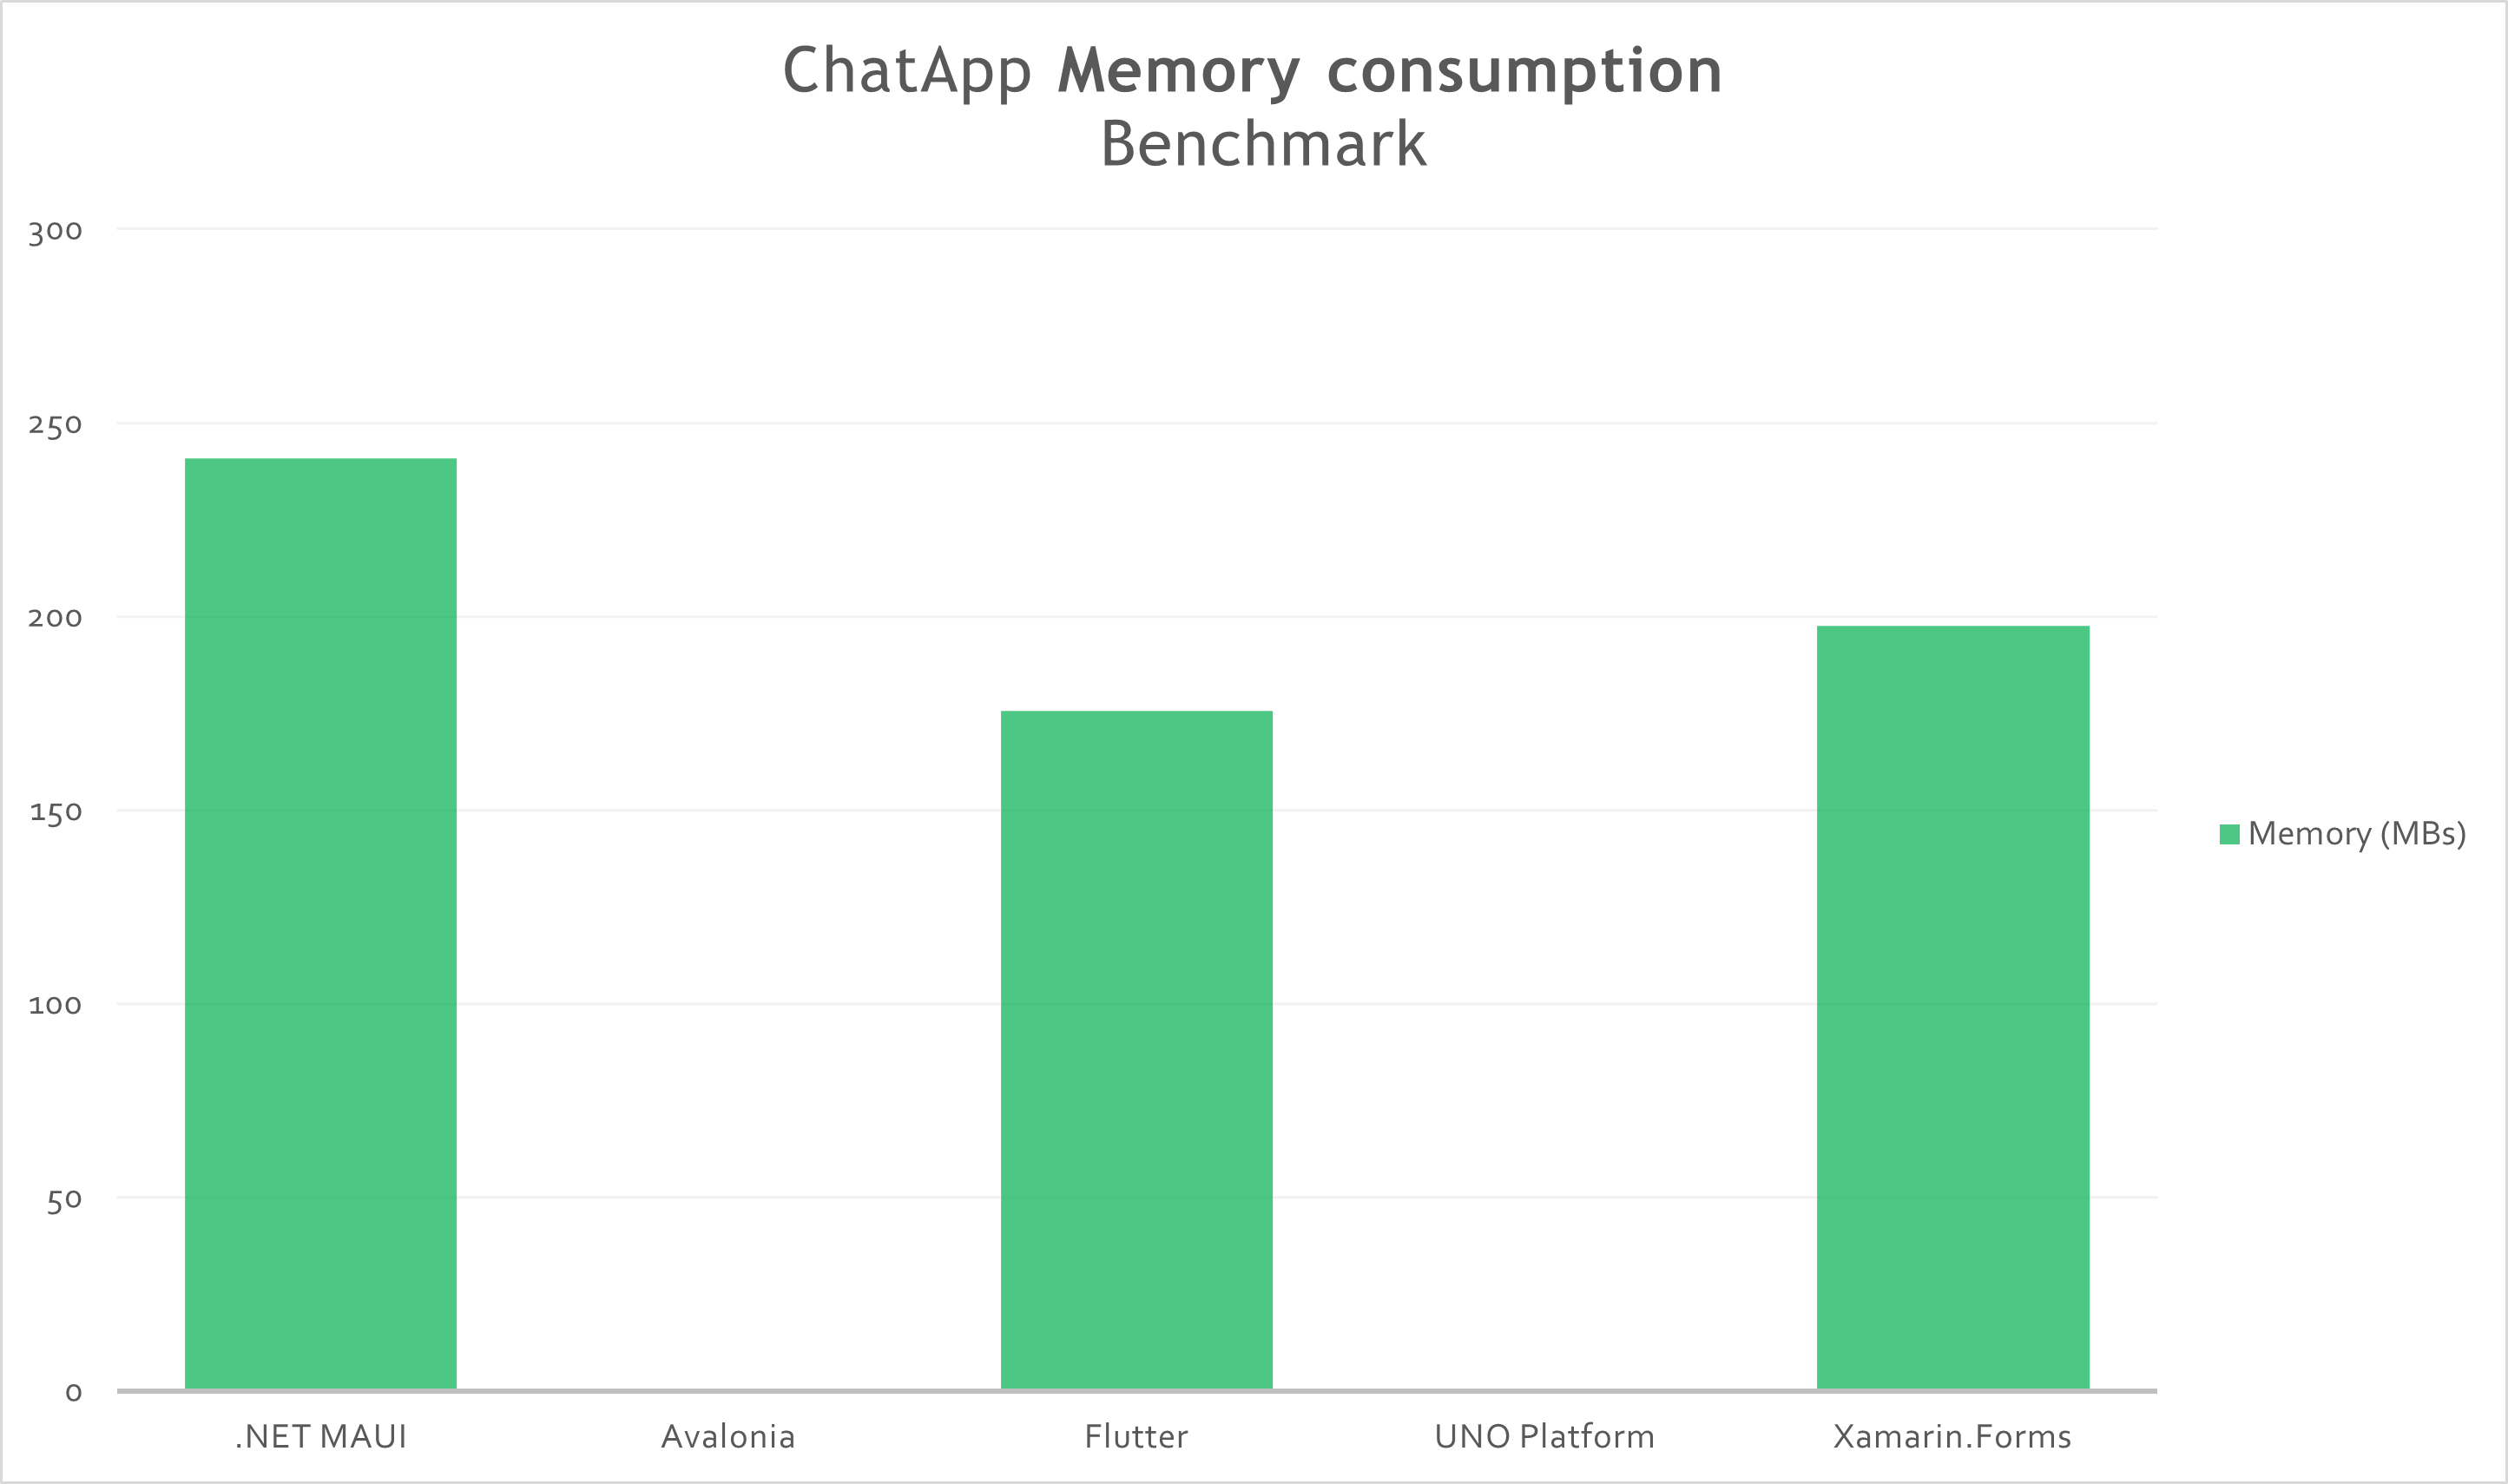 ChatApp Memory consumption
Benchmark
300
250
200
150
100
50
0
.NET MAUI
Avalonia
Flutter
UNO Platform
Xamarin.Forms
Memory (MBs)